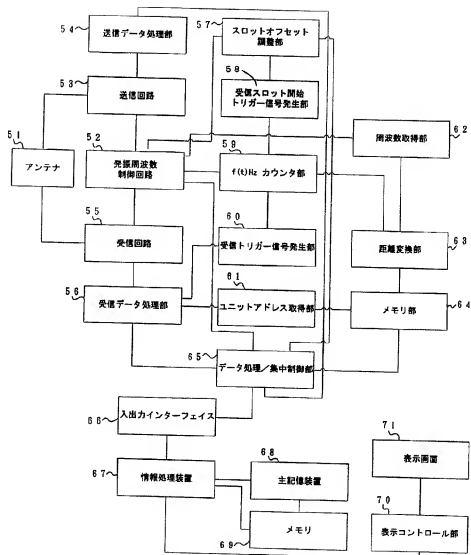 54
送信データ処理部
57
スロットオフセット
調整部
53
送信回路
58
受信スロット開始
トリガー信号発生部
51
アンテナ
52
発振周波数
制御回路
59
f(t)Hz カウンタ部
62
周波数取得部
55
受信回路
60
受信トリガー信号発生部
63
距離変換部
56
受信データ処理部
61
ユニットアドレス取得部
64
メモリ部
65
データ処理/集中制御部
66
入出力インターフェイス
67
情報処理装置
68
主記憶装置
69
メモリ
71
表示画面
70
表示コントロール部